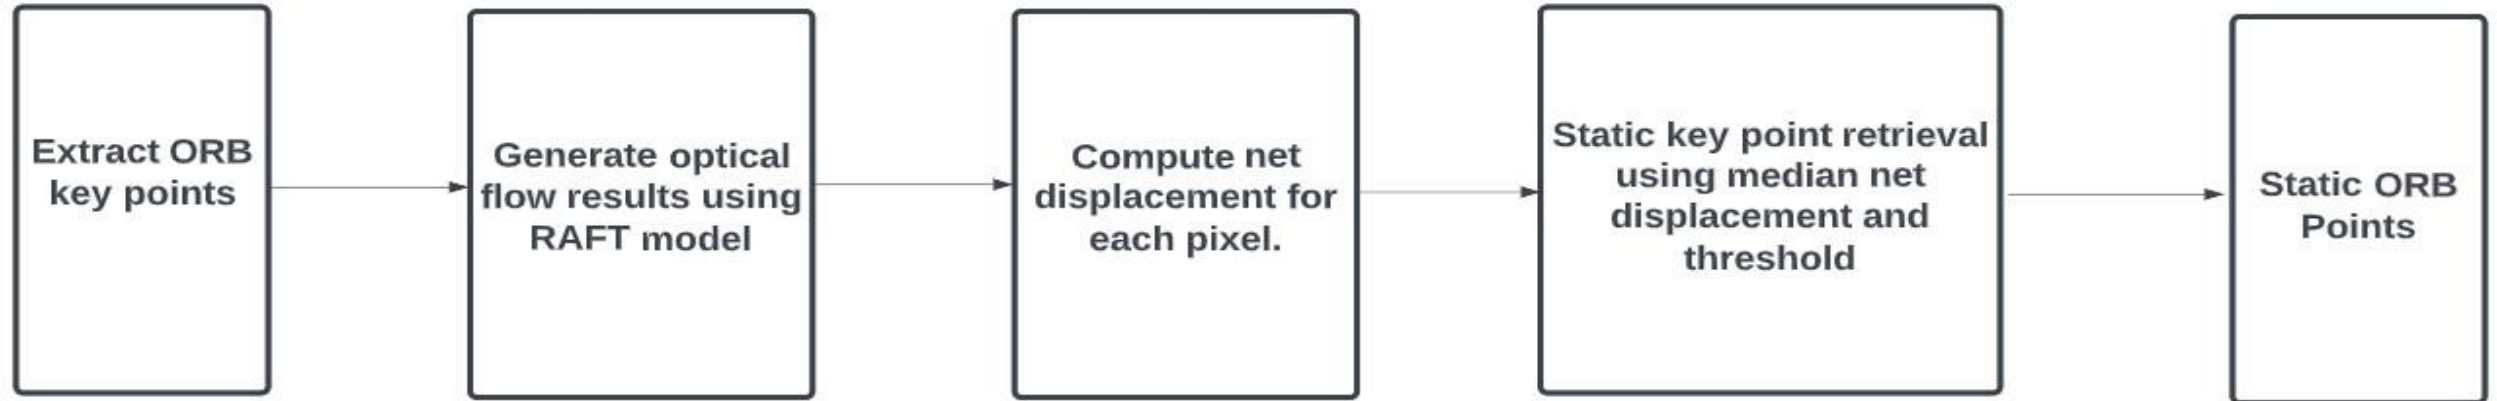 Extract ORB
key points
Generate optical
flow results using
RAFT model
Compute net
displacement for
each pixel.
Static key point retrieval
using median net
displacement and
threshold
Static ORB
Points